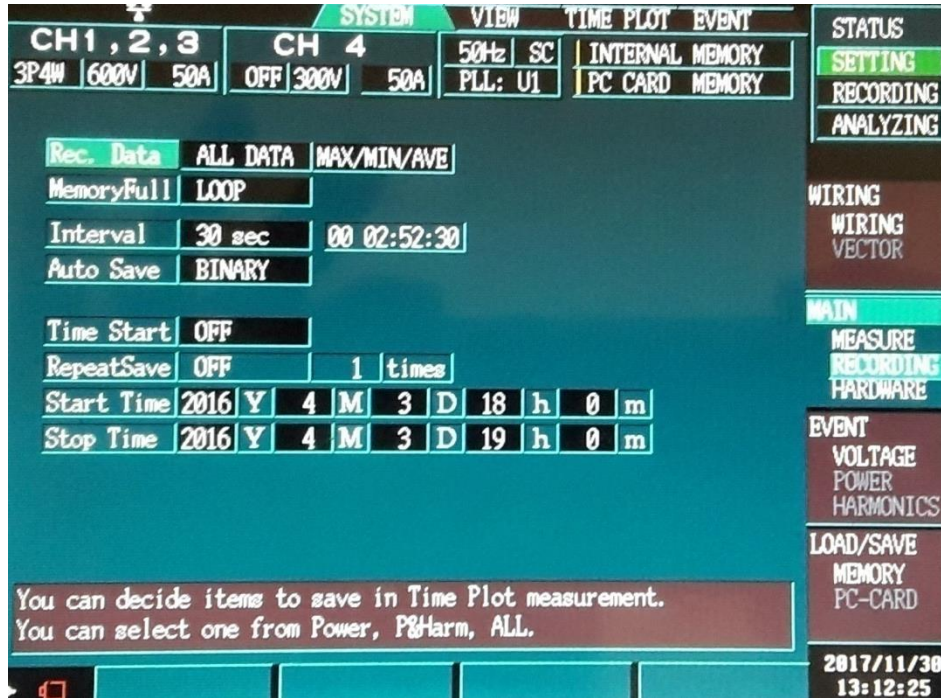 SYSTEM VIEW TIME PLOT EVENT
CH1,2,3 CH 4 50Hz SC INTERNAL MEMORY
3P4W 600V 50A OFF 300V 50A PLL: U1 PC CARD MEMORY
Rec. Data ALL DATA MAX/MIN/AVE
MemoryFull LOOP
Interval 30 sec 00 02:52:30
Auto Save BINARY
Time Start OFF
RepeatSave OFF 1 times
Start Time 2016 Y 4 M 3 D 18 h 0 m
Stop Time 2016 Y 4 M 3 D 19 h 0 m
You can decide items to save in Time Plot measurement.
You can select one from Power, P&Harm, ALL.
STATUS
SETTING
RECORDING
ANALYZING
WIRING
WIRING
VECTOR
MAIN
MEASURE
RECORDING
HARDWARE
EVENT
VOLTAGE
POWER
HARMONICS
LOAD/SAVE
MEMORY
PC-CARD
2017/11/30
13:12:25